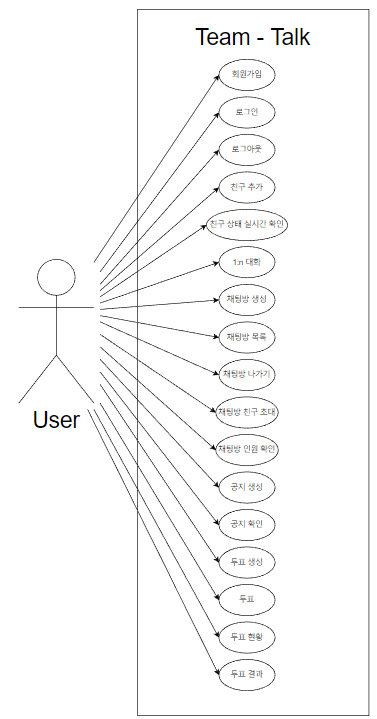 Team - Talk
회원가입
로그인
로그아웃
친구 추가
친구 상태 실시간 확인
1:n 대화
채팅방 생성
채팅방 목록
채팅방 나가기
채팅방 친구 초대
채팅방 인원 확인
공지 생성
공지 확인
투표 생성
투표
투표 현황
투표 결과
User